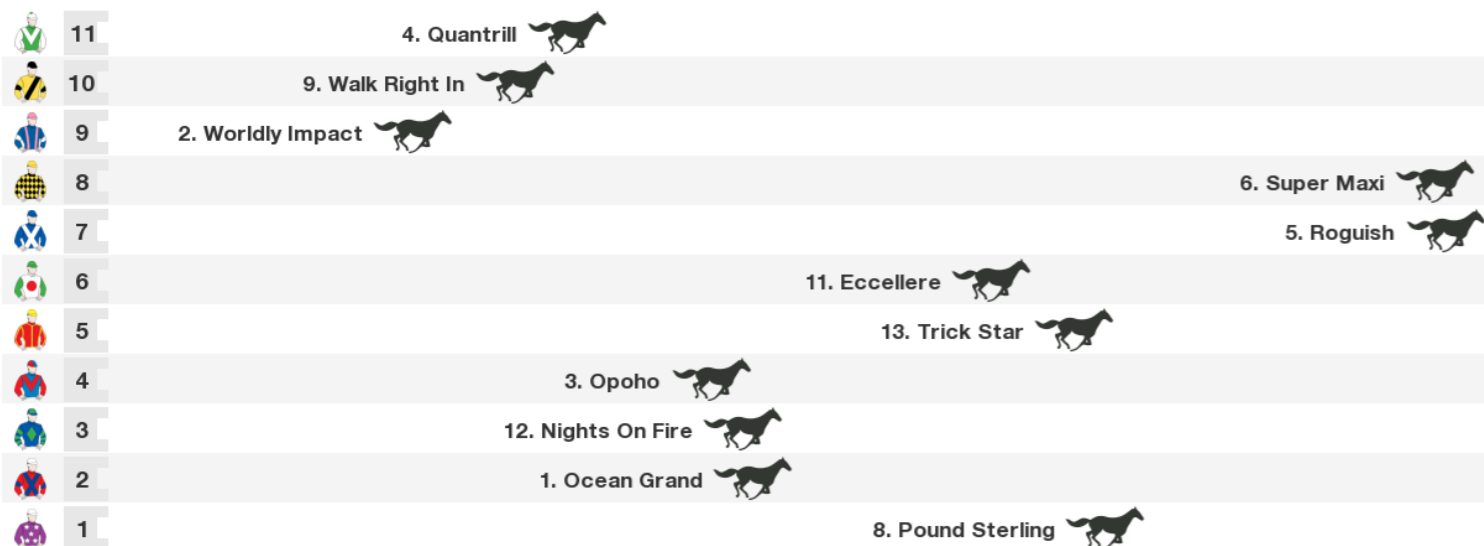 11 4. Quantrill
10 9. Walk Right In
9 2. Worldly Impact
8 6. Super Maxi
7 5. Roguish
6 11. Eccellere
5 13. Trick Star
4 3. Opoho
3 12. Nights On Fire
2 1. Ocean Grand
1 8. Pound Sterling